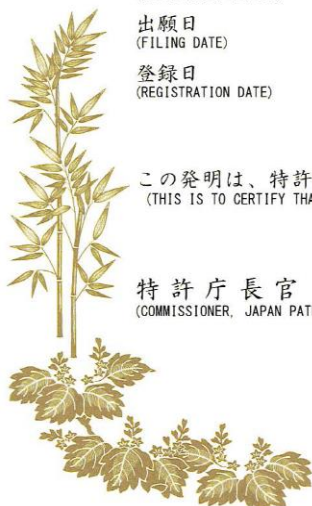 出願日
(FILING DATE)
登録日
(REGISTRATION DATE)
この発明は、特許
(THIS IS TO CERTIFY THA
特許庁長官
(COMMISSIONER, JAPAN PAT